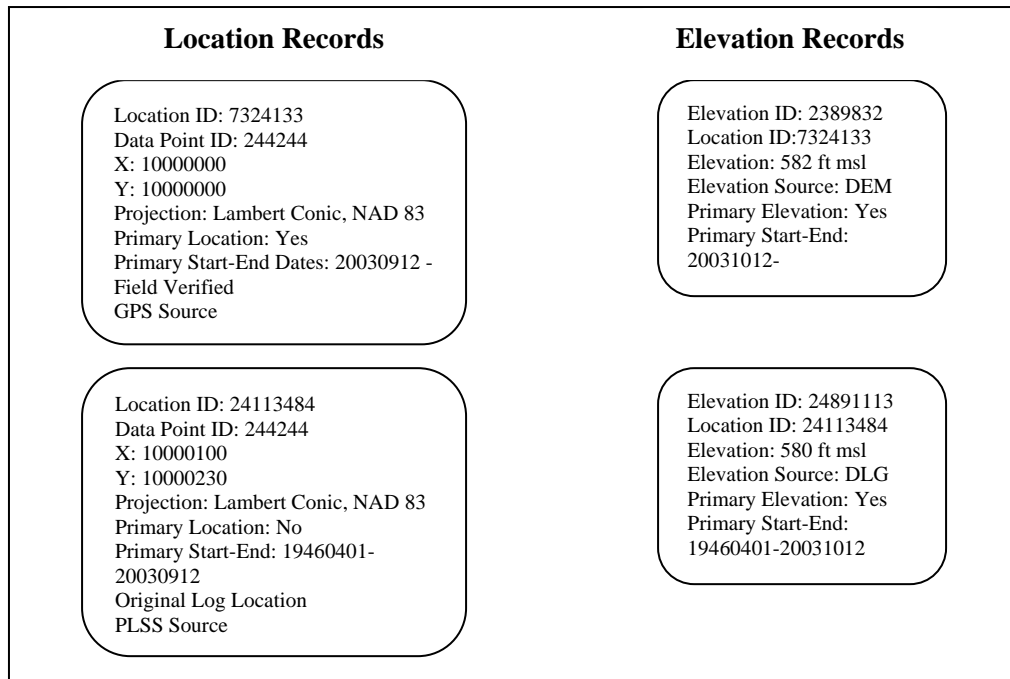 Location Records
Elevation Records
Location ID: 7324133
Data Point ID: 244244
X: 10000000
Y: 10000000
Projection: Lambert Conic, NAD 83
Primary Location: Yes
Primary Start-End Dates: 20030912 -
Field Verified
GPS Source
Elevation ID: 2389832
Location ID:7324133
Elevation: 582 ft msl
Elevation Source: DEM
Primary Elevation: Yes
Primary Start-End:
20031012-
Location ID: 24113484
Data Point ID: 244244
X: 10000100
Y: 10000230
Projection: Lambert Conic, NAD 83
Primary Location: No
Primary Start-End: 19460401-
20030912
Original Log Location
PLSS Source
Elevation ID: 24891113
Location ID: 24113484
Elevation: 580 ft msl
Elevation Source: DLG
Primary Elevation: Yes
Primary Start-End:
19460401-20031012